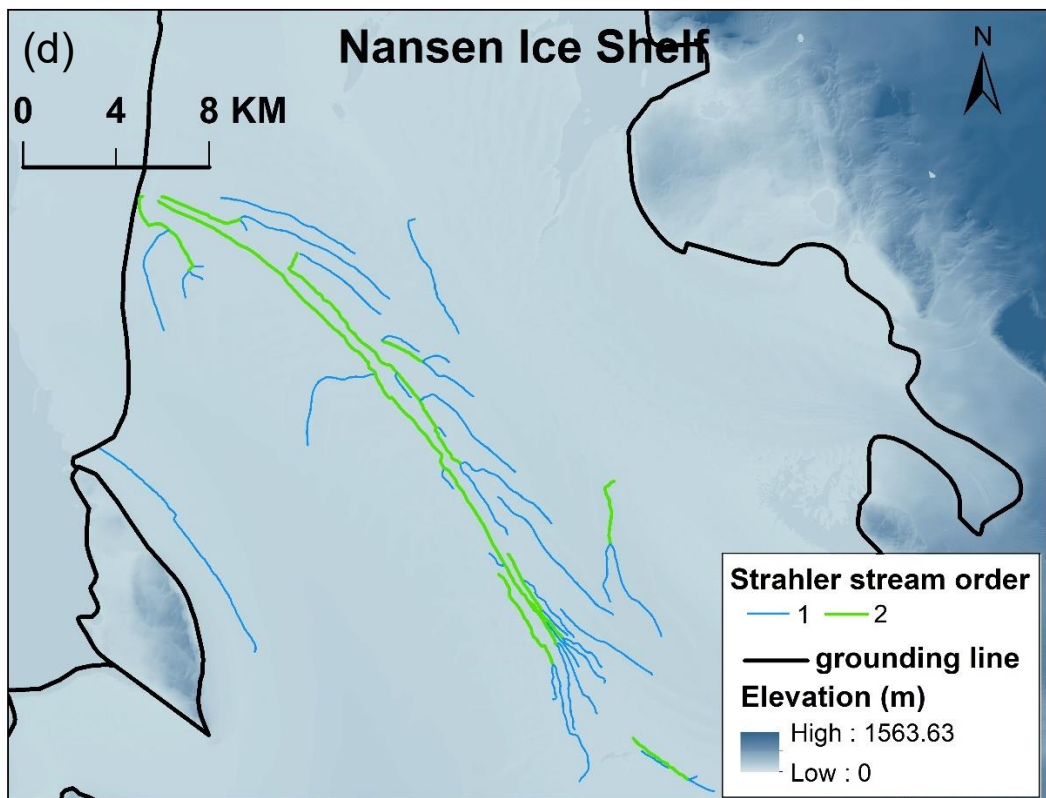 (d)
Nansen Ice Shelf
N
0 4 8 KM
Strahler stream order
1 2
grounding line
Elevation (m)
High : 1563.63
Low : 0